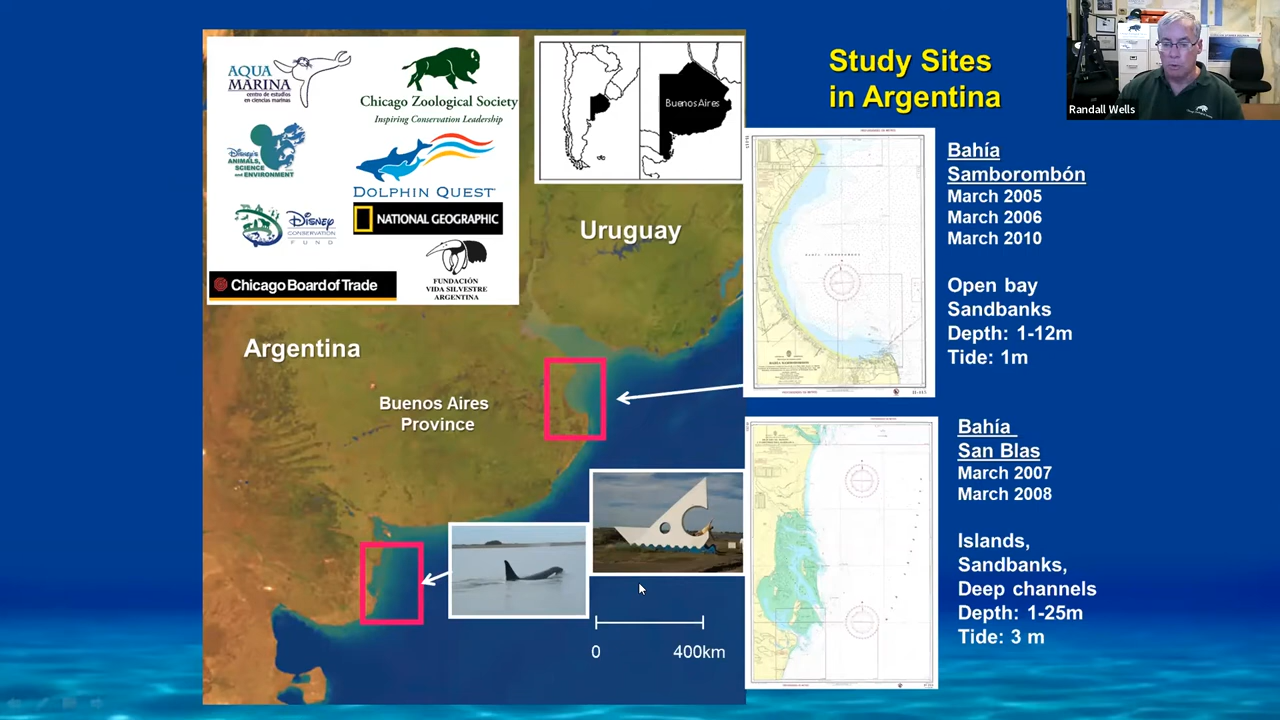 Study Sites
in Argentina
Randall Wells
AQUA
MARINA
centro de estudios
en ciencias marinas
Chicago Zoological Society
Inspiring Conservation Leadership
Disney's
ANIMALS,
SCIENCE
and ENVIRONMENT
DOLPHIN QUEST
Disney
CONSERVATION
FUND
NATIONAL GEOGRAPHIC
Chicago Board of Trade
FUNDACIÓN
VIDA SILVESTRE
ARGENTINA
Buenos Aires
Uruguay
Argentina
Buenos Aires
Province
0
400km
Bahía
Samborombón
March 2005
March 2006
March 2010
Open bay
Sandbanks
Depth: 1-12m
Tide: 1m
Bahía
San Blas
March 2007
March 2008
Islands,
Sandbanks,
Deep channels
Depth: 1-25m
Tide: 3 m